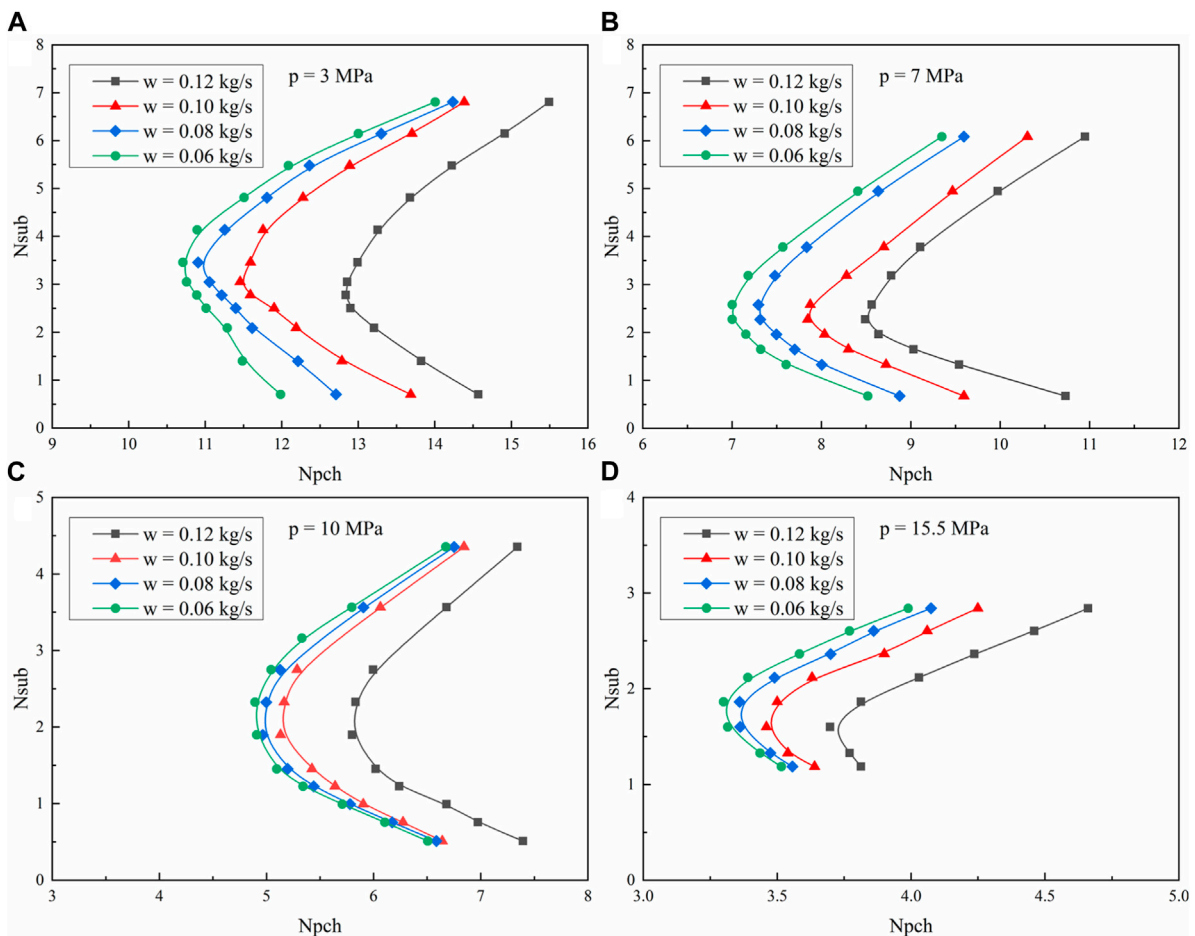 A
8
7
6
5
4
3
2
1
0
Nsub
w = 0.12 kg/s
w = 0.10 kg/s
w = 0.08 kg/s
w = 0.06 kg/s
p = 3 MPa
9 10 11 12 13 14 15 16
Npch
B
8
7
6
5
4
3
2
1
0
Nsub
w = 0.12 kg/s
w = 0.10 kg/s
w = 0.08 kg/s
w = 0.06 kg/s
p = 7 MPa
6 7 8 9 10 11 12
Npch
C
5
4
3
2
1
0
Nsub
w = 0.12 kg/s
w = 0.10 kg/s
w = 0.08 kg/s
w = 0.06 kg/s
p = 10 MPa
3 4 5 6 7 8
Npch
D
4
3
2
1
0
Nsub
w = 0.12 kg/s
w = 0.10 kg/s
w = 0.08 kg/s
w = 0.06 kg/s
p = 15.5 MPa
3.0 3.5 4.0 4.5 5.0
Npch